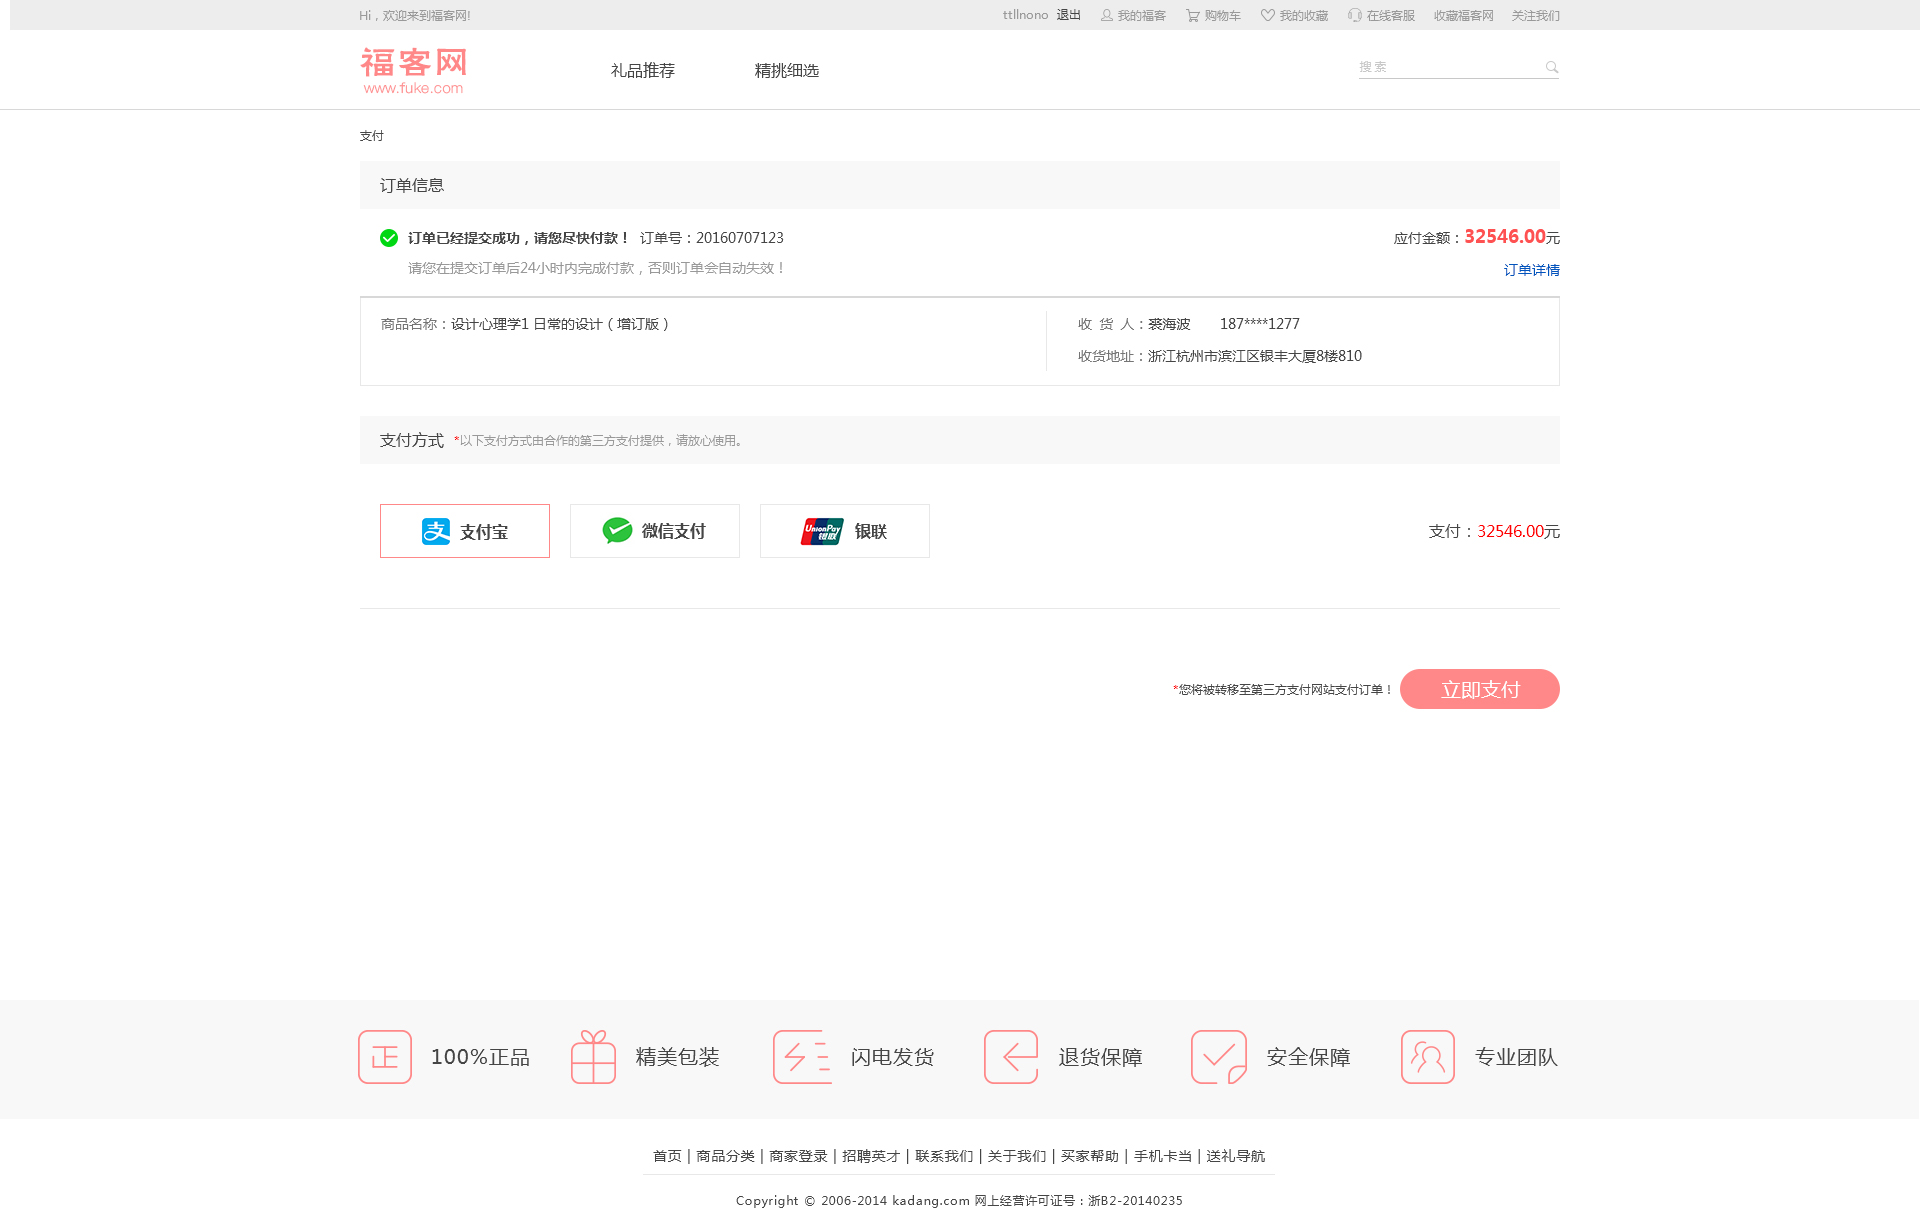 Hi，欢迎来到福客网!
ttllnono 退出 我的福客 购物车 我的收藏 在线客服 收藏福客网 关注我们
福客网
www.fuke.com
礼品推荐 精挑细选
搜索
支付
订单信息
订单已经提交成功，请您尽快付款！ 订单号：20160707123
应付金额：32546.00元
请您在提交订单后24小时内完成付款，否则订单会自动失效！
订单详情
商品名称：设计心理学1 日常的设计（增订版）
收 货 人：裘海波 187****1277
收货地址：浙江杭州市滨江区银丰大厦8楼810
支付方式 *以下支付方式由合作的第三方支付提供，请放心使用。
支 支付宝
微信支付
UnionPay 银联 银联
支付：32546.00元
*您将被转移至第三方支付网站支付订单！ 立即支付
正 100%正品 精美包装 闪电发货 退货保障 安全保障 专业团队
首页 | 商品分类 | 商家登录 | 招聘英才 | 联系我们 | 关于我们 | 买家帮助 | 手机卡当 | 送礼导航
Copyright © 2006-2014 kadang.com 网上经营许可证号：浙B2-20140235